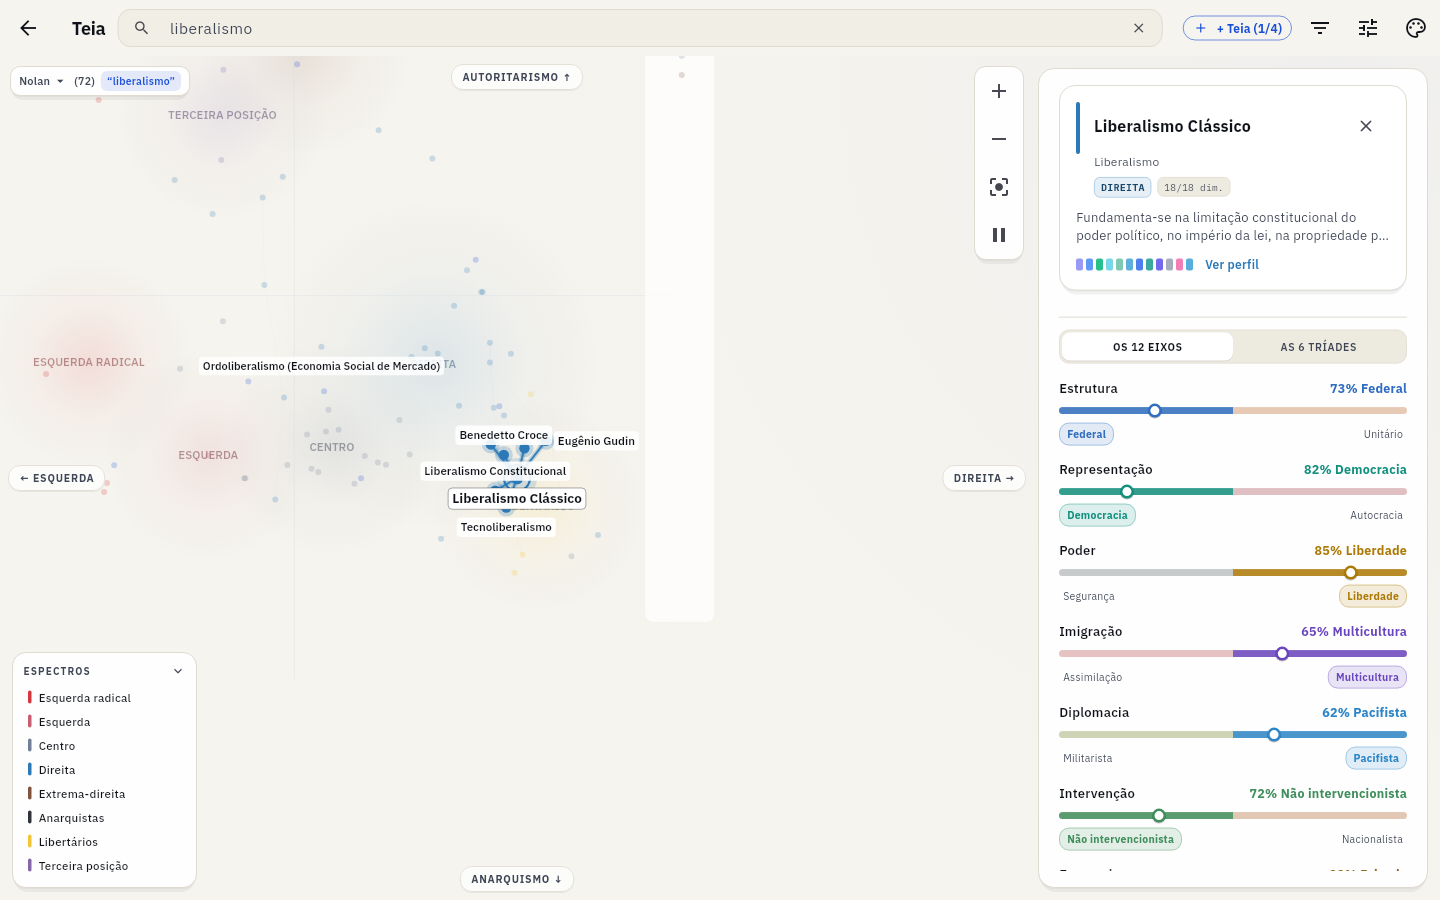 Teia
liberalismo
+ Teia (1/4)
Nolan
(72)
“liberalismo”
AUTORITARISMO ↑
TERCEIRA POSIÇÃO
ESQUERDA RADICAL
Ordoliberalismo (Economia Social de Mercado)
TA
ESQUERDA
CENTRO
Benedetto Croce
Eugênio Gudin
Liberalismo Constitucional
Liberalismo Clássico
Tecnoliberalismo
← ESQUERDA
DIREITA →
ANARQUISMO ↓
ESPECTROS
Esquerda radical
Esquerda
Centro
Direita
Extrema-direita
Anarquistas
Libertários
Terceira posição
Liberalismo Clássico
Liberalismo
DIREITA
18/18 dim.
Fundamenta-se na limitação constitucional do
poder político, no império da lei, na propriedade p...
Ver perfil
OS 12 EIXOS
AS 6 TRÍADES
Estrutura
73% Federal
Federal
Unitário
Representação
82% Democracia
Democracia
Autocracia
Poder
85% Liberdade
Segurança
Liberdade
Imigração
65% Multicultura
Assimilação
Multicultura
Diplomacia
62% Pacifista
Militarista
Pacifista
Intervenção
72% Não intervencionista
Não intervencionista
Nacionalista